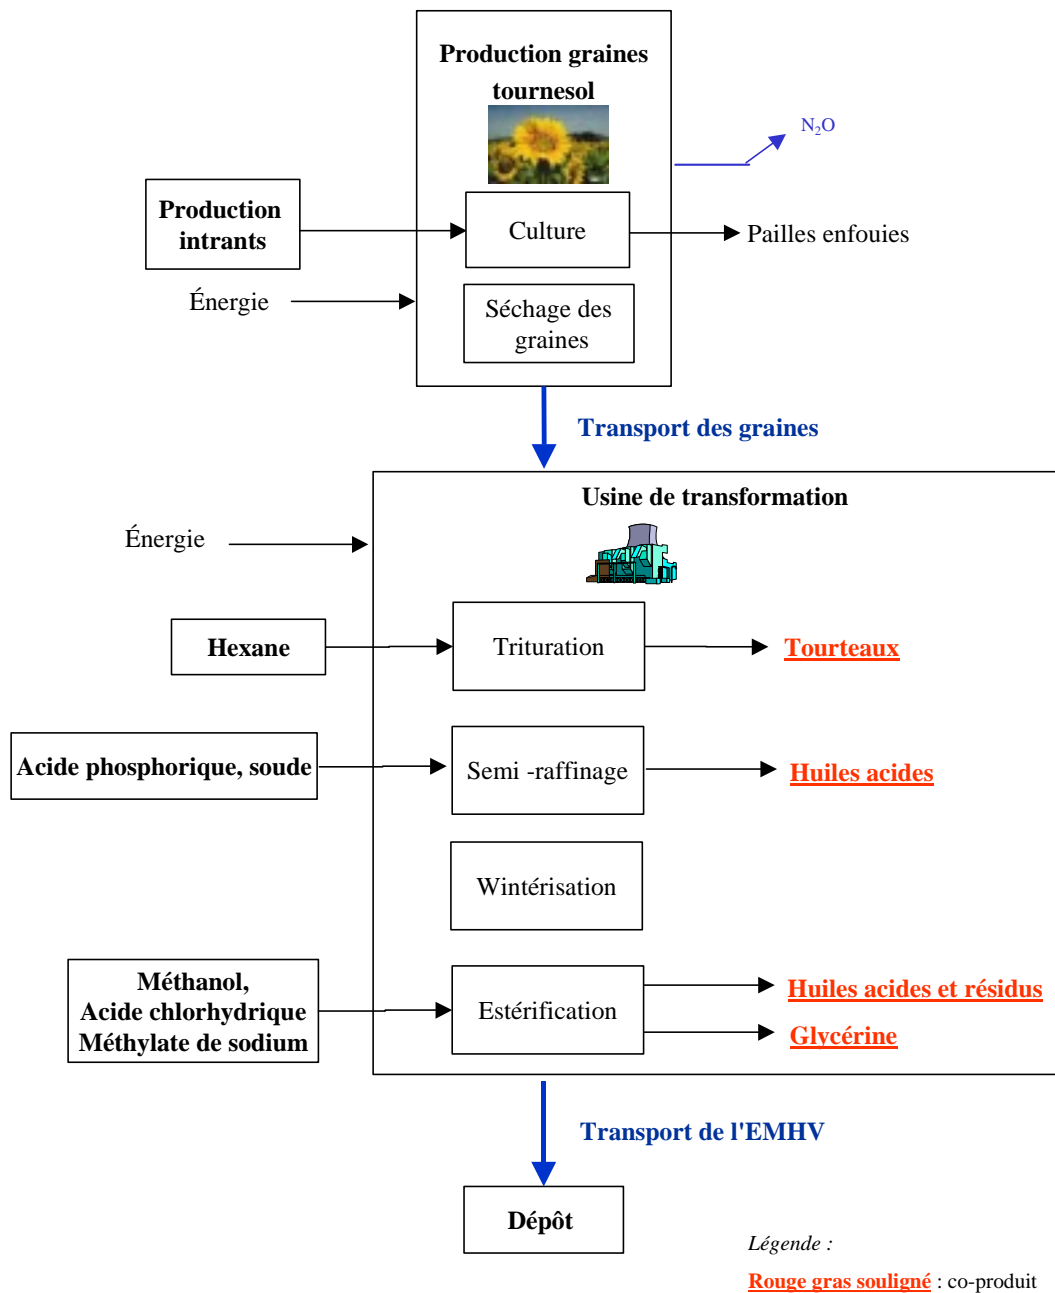 Production graines
tournesol
N₂O
Production
intrants
Culture
Pailles enfouies
Énergie
Séchage des
graines
Transport des graines
Usine de transformation
Énergie
Hexane
Trituration
Tourteaux
Acide phosphorique, soude
Semi -raffinage
Huiles acides
Wintérisation
Méthanol,
Acide chlorhydrique
Méthylate de sodium
Estérification
Huiles acides et résidus
Glycérine
Transport de l'EMHV
Dépôt
Légende :
Rouge gras souligné : co-produit